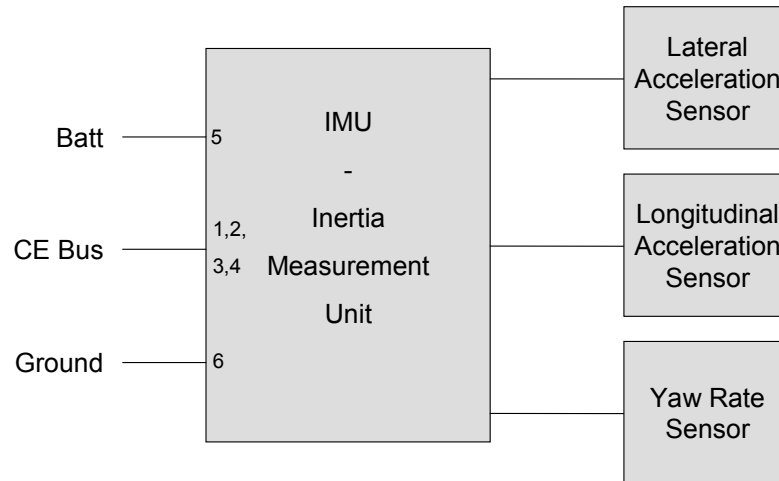 Batt
5
CE Bus
1,2,
3,4
Ground
6
IMU
-
Inertia
Measurement
Unit
Lateral
Acceleration
Sensor
Longitudinal
Acceleration
Sensor
Yaw Rate
Sensor